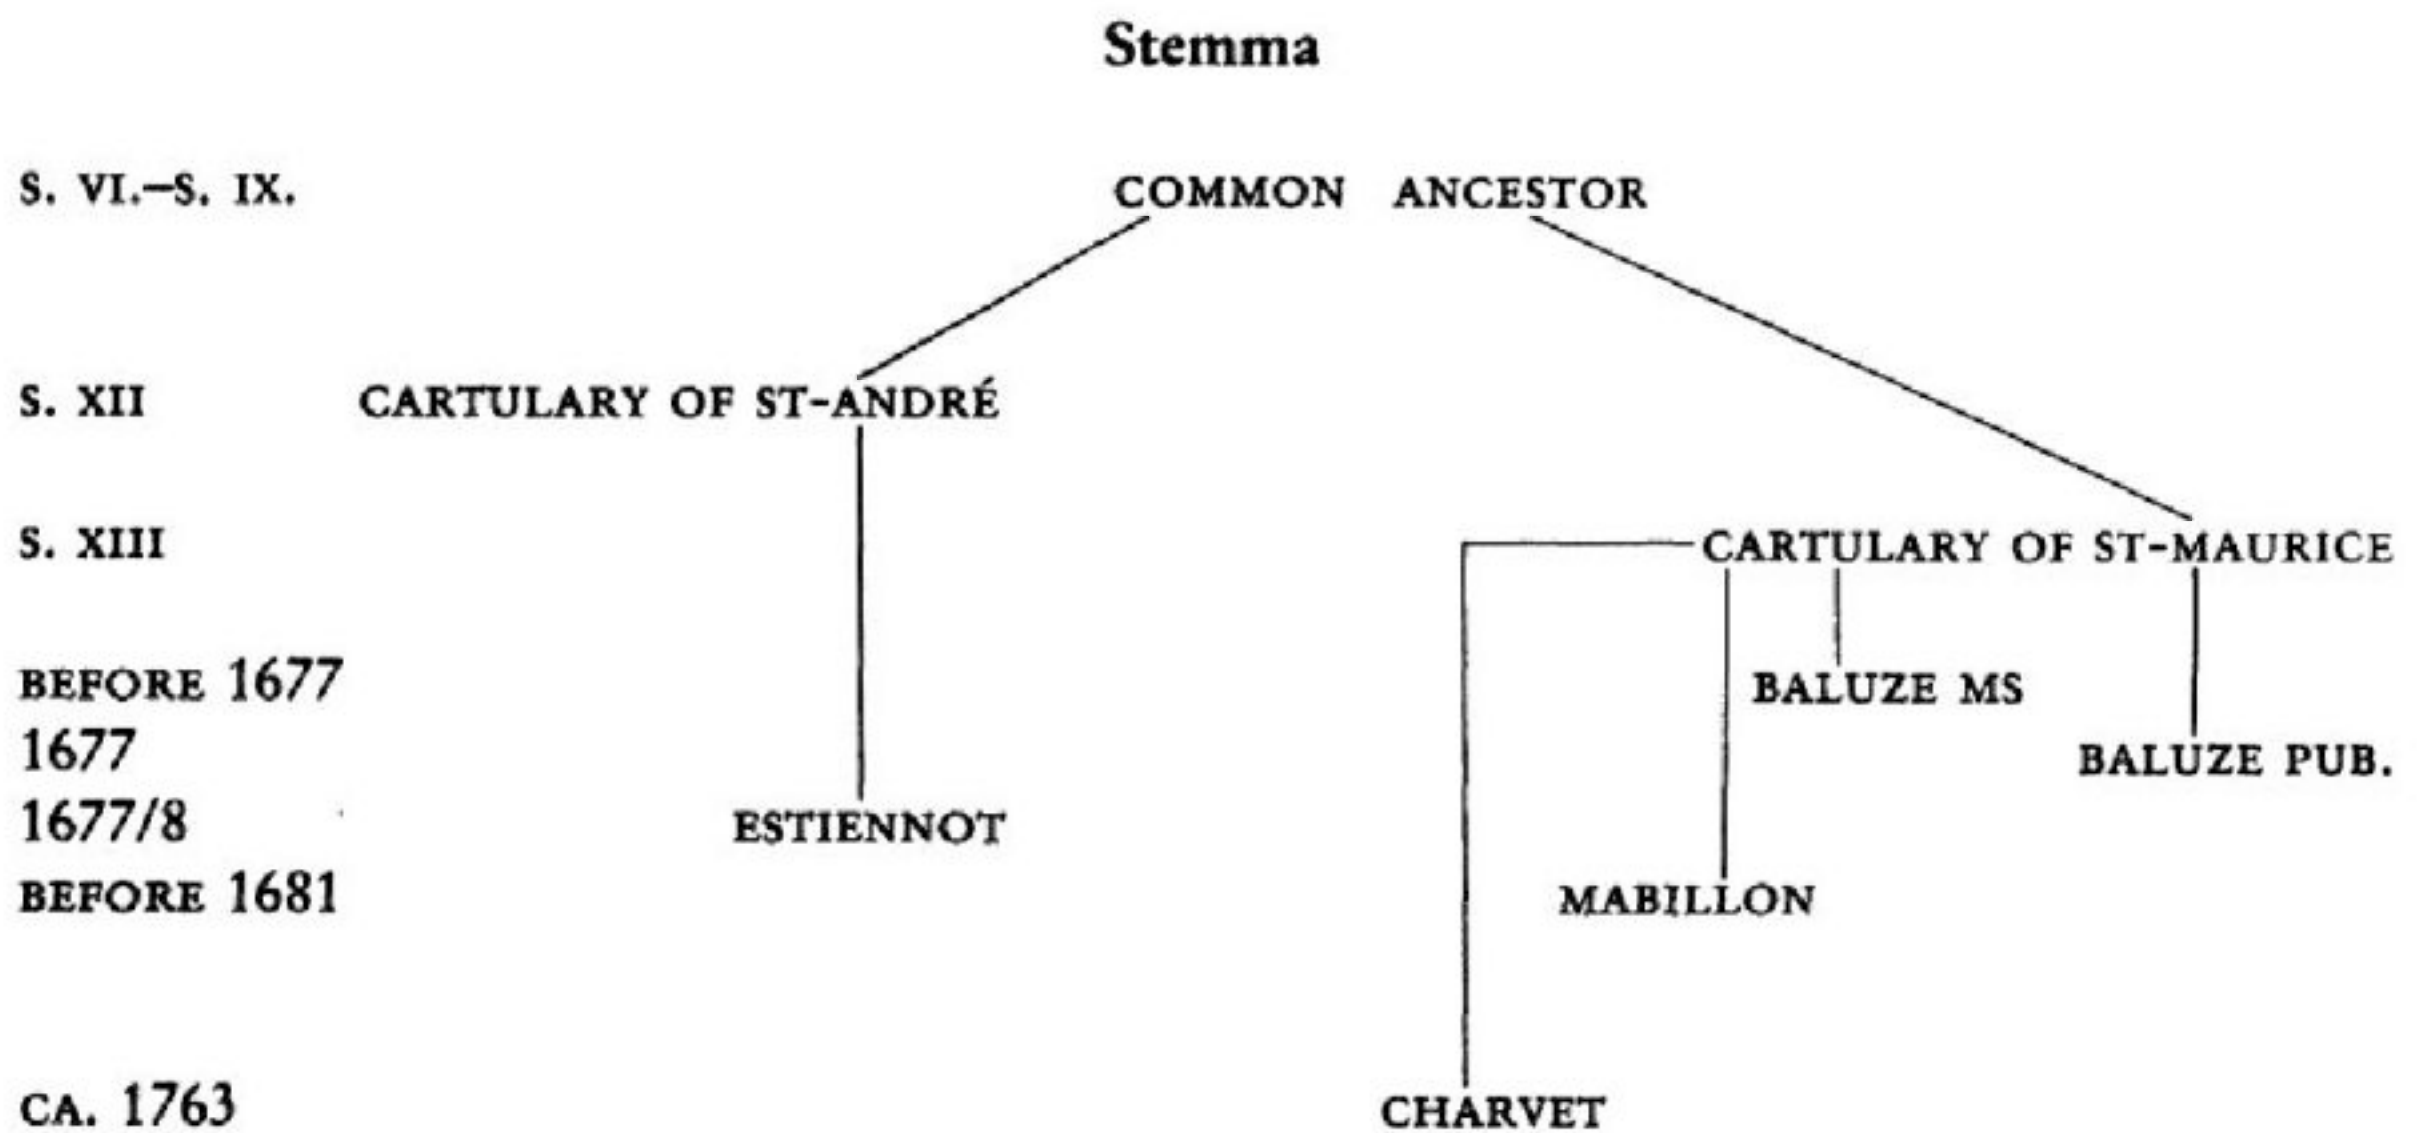 Stemma
S. VI.–S. IX. COMMON ANCESTOR
S. XII CARTULARY OF ST-ANDRÉ
S. XIII CARTULARY OF ST-MAURICE
BEFORE 1677 BALUZE MS
1677 BALUZE PUB.
1677/8 ESTIENNOT
BEFORE 1681 MABILLON
CA. 1763 CHARVET